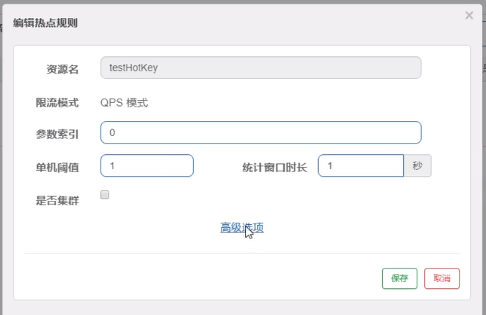 编辑热点规则
×
资源名 testHotKey
限流模式 QPS 模式
参数索引 0
单机阈值 1 统计窗口时长 1 秒
是否集群
高级选项
保存 取消